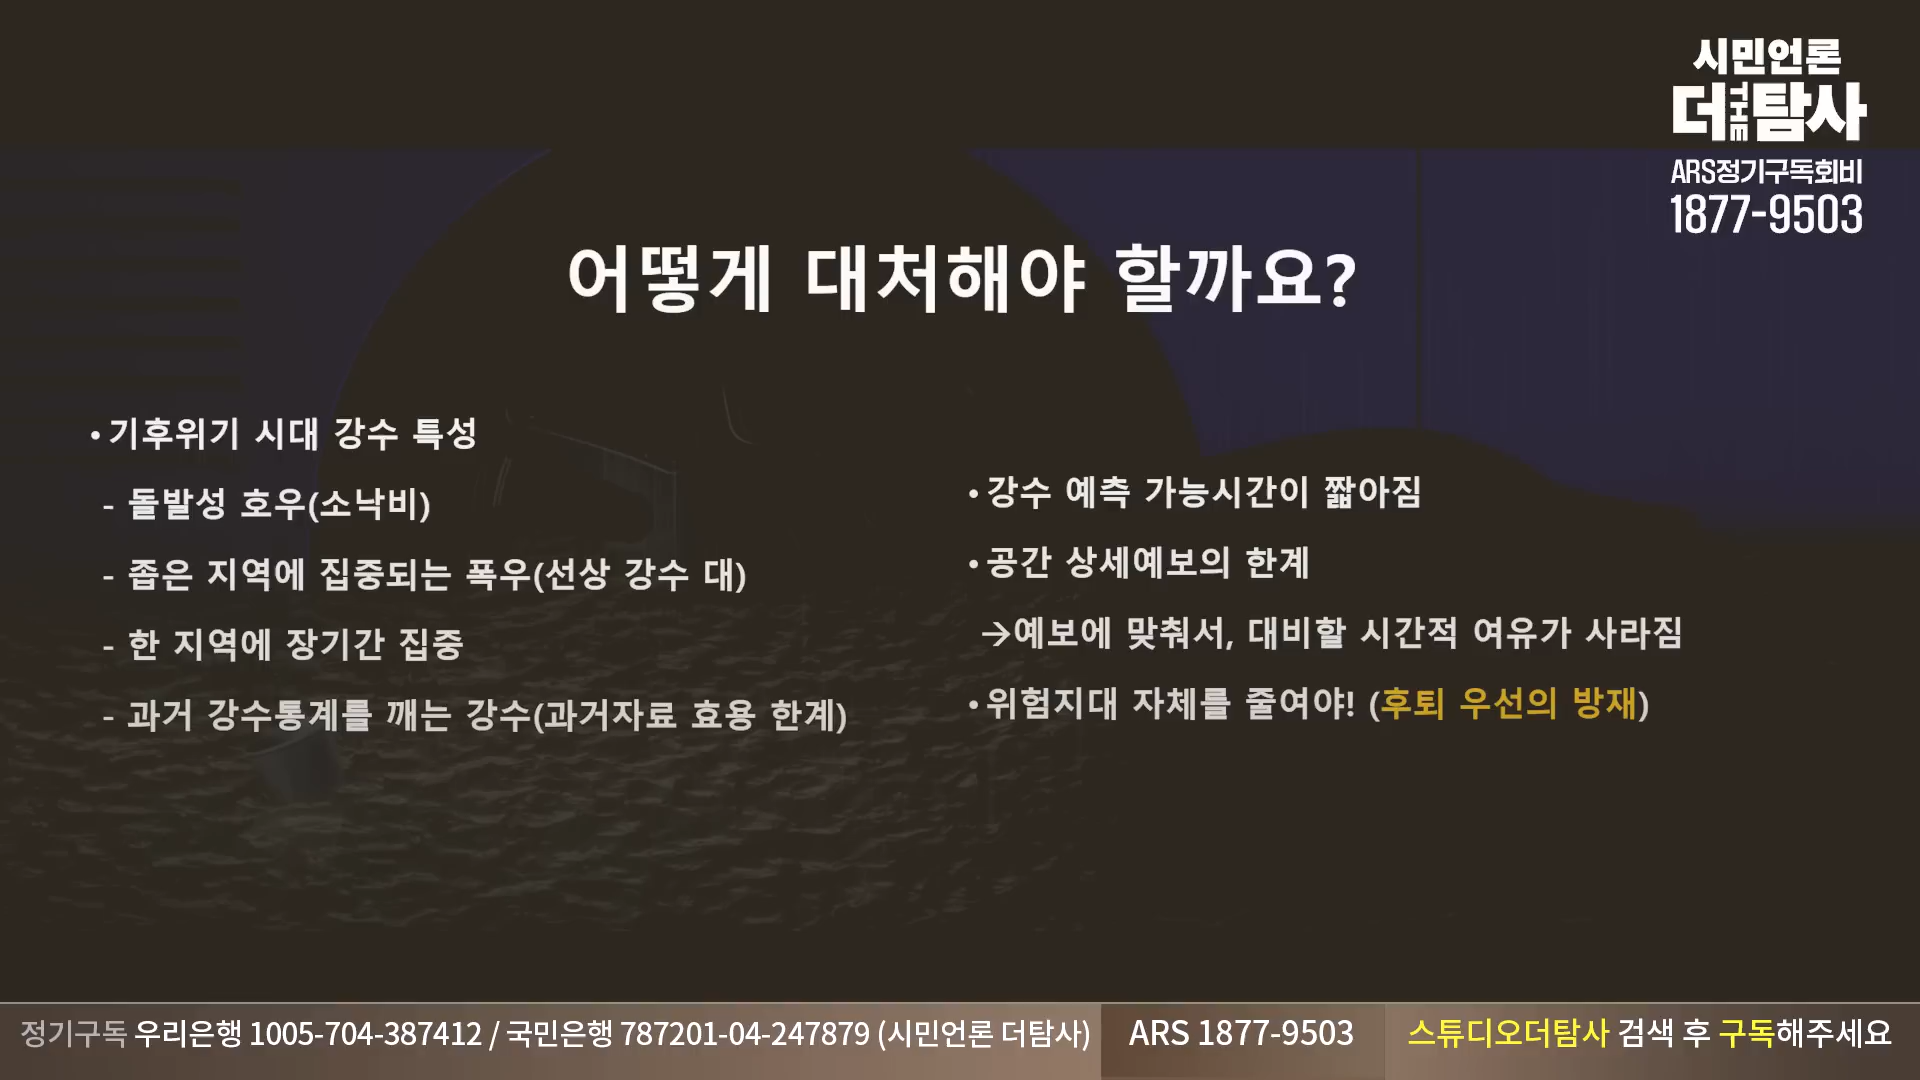 시민언론
더THE탐사
ARS정기구독회비
1877-9503
어떻게 대처해야 할까요?
•기후위기 시대 강수 특성
- 돌발성 호우(소낙비)
- 좁은 지역에 집중되는 폭우(선상 강수 대)
- 한 지역에 장기간 집중
- 과거 강수통계를 깨는 강수(과거자료 효용 한계)
•강수 예측 가능시간이 짧아짐
•공간 상세예보의 한계
→예보에 맞춰서, 대비할 시간적 여유가 사라짐
•위험지대 자체를 줄여야! (후퇴 우선의 방재)
정기구독 우리은행 1005-704-387412 / 국민은행 787201-04-247879 (시민언론 더탐사)
ARS 1877-9503
스튜디오더탐사 검색 후 구독해주세요